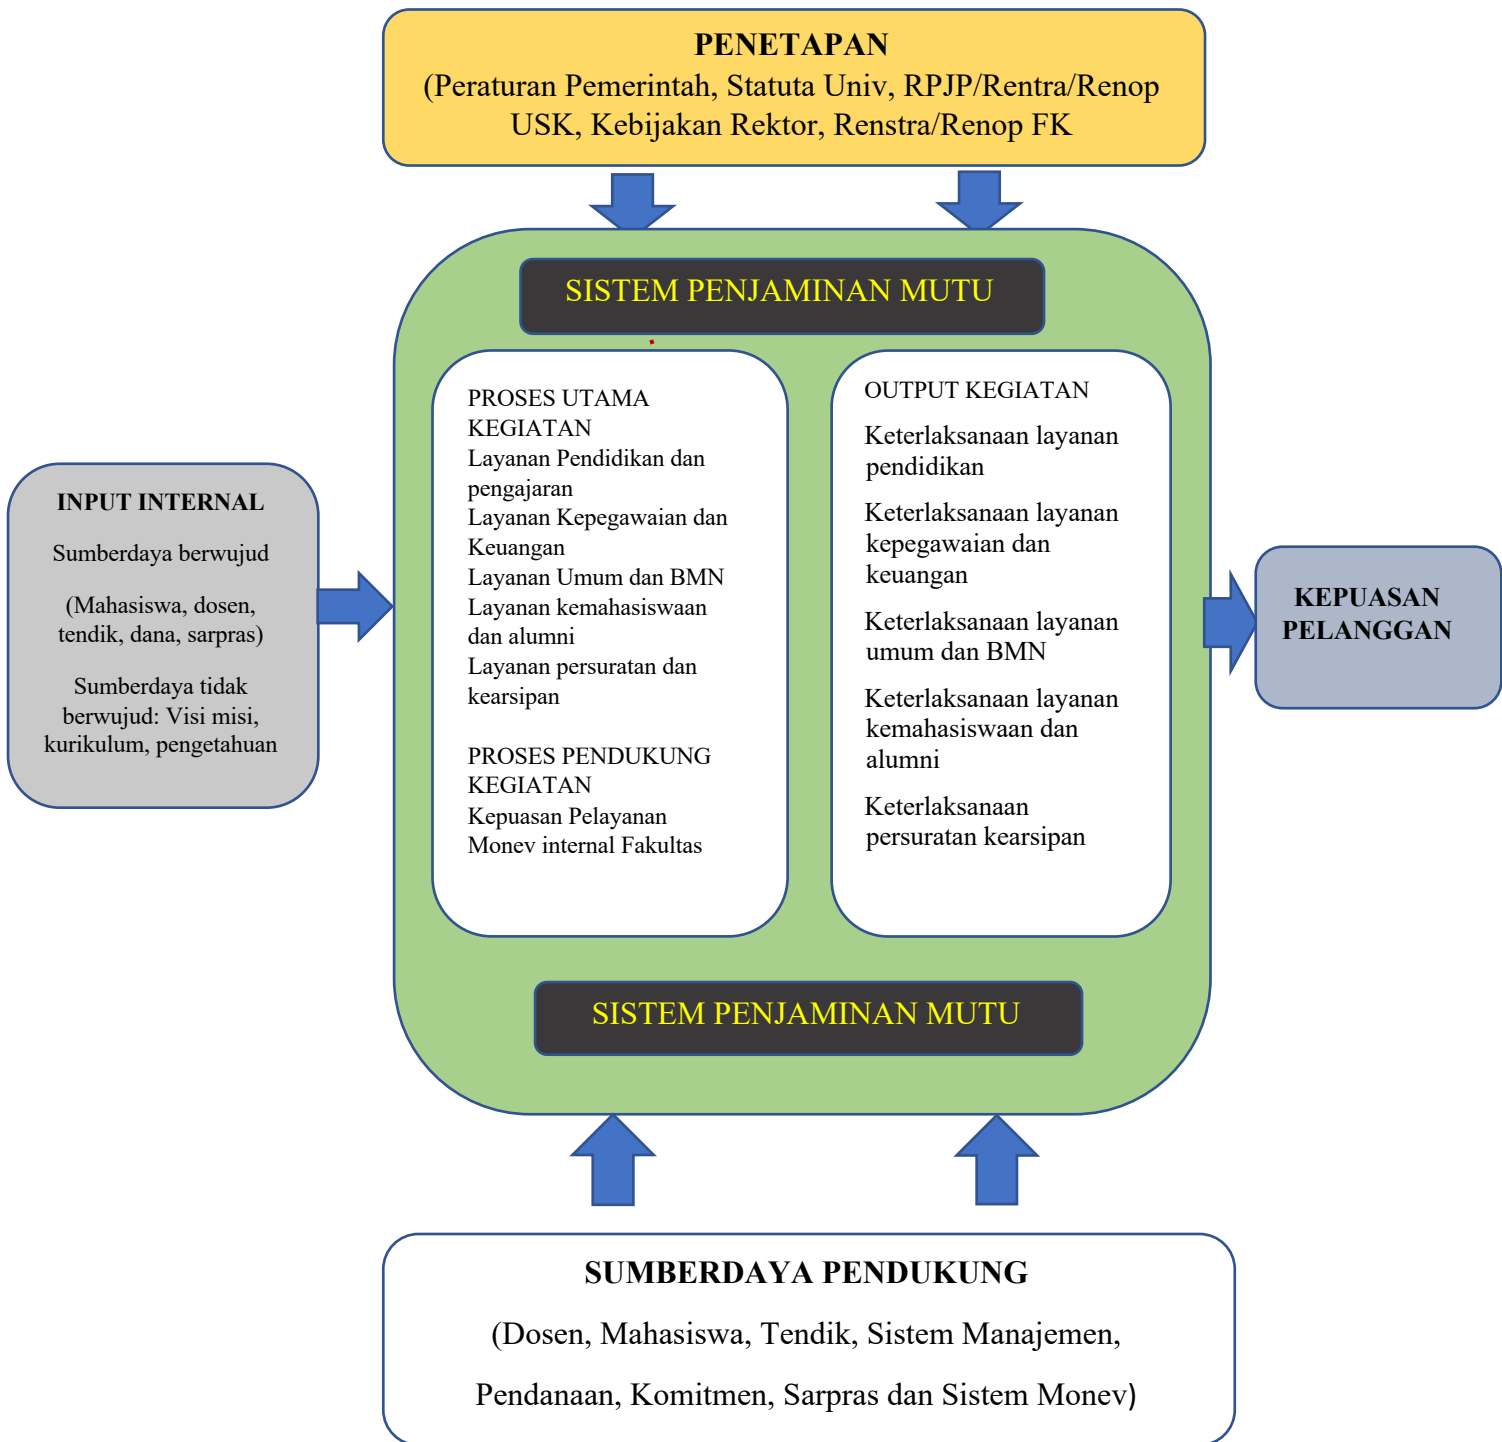 PENETAPAN
(Peraturan Pemerintah, Statuta Univ, RPJP/Rentra/Renop
USK, Kebijakan Rektor, Renstra/Renop FK
SISTEM PENJAMINAN MUTU
INPUT INTERNAL
Sumberdaya berwujud
(Mahasiswa, dosen,
tendik, dana, sarpras)
Sumberdaya tidak
berwujud: Visi misi,
kurikulum, pengetahuan
PROSES UTAMA
KEGIATAN
Layanan Pendidikan dan
pengajaran
Layanan Kepegawaian dan
Keuangan
Layanan Umum dan BMN
Layanan kemahasiswaan
dan alumni
Layanan persuratan dan
kearsipan
PROSES PENDUKUNG
KEGIATAN
Kepuasan Pelayanan
Monev internal Fakultas
OUTPUT KEGIATAN
Keterlaksanaan layanan
pendidikan
Keterlaksanaan layanan
kepegawaian dan
keuangan
Keterlaksanaan layanan
umum dan BMN
Keterlaksanaan layanan
kemahasiswaan dan
alumni
Keterlaksanaan
persuratan kearsipan
KEPUASAN
PELANGGAN
SISTEM PENJAMINAN MUTU
SUMBERDAYA PENDUKUNG
(Dosen, Mahasiswa, Tendik, Sistem Manajemen,
Pendanaan, Komitmen, Sarpras dan Sistem Monev)